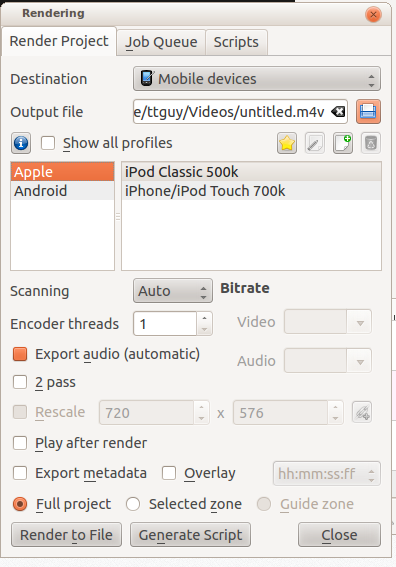 Rendering
Render Project Job Queue Scripts
Destination Mobile devices
Output file e/ttguy/Videos/untitled.m4v
Show all profiles
Apple iPod Classic 500k
Android iPhone/iPod Touch 700k
Scanning Auto Bitrate
Encoder threads 1 Video
Export audio (automatic) Audio
2 pass
Rescale 720 x 576
Play after render
Export metadata Overlay hh:mm:ss:ff
Full project Selected zone Guide zone
Render to File Generate Script Close